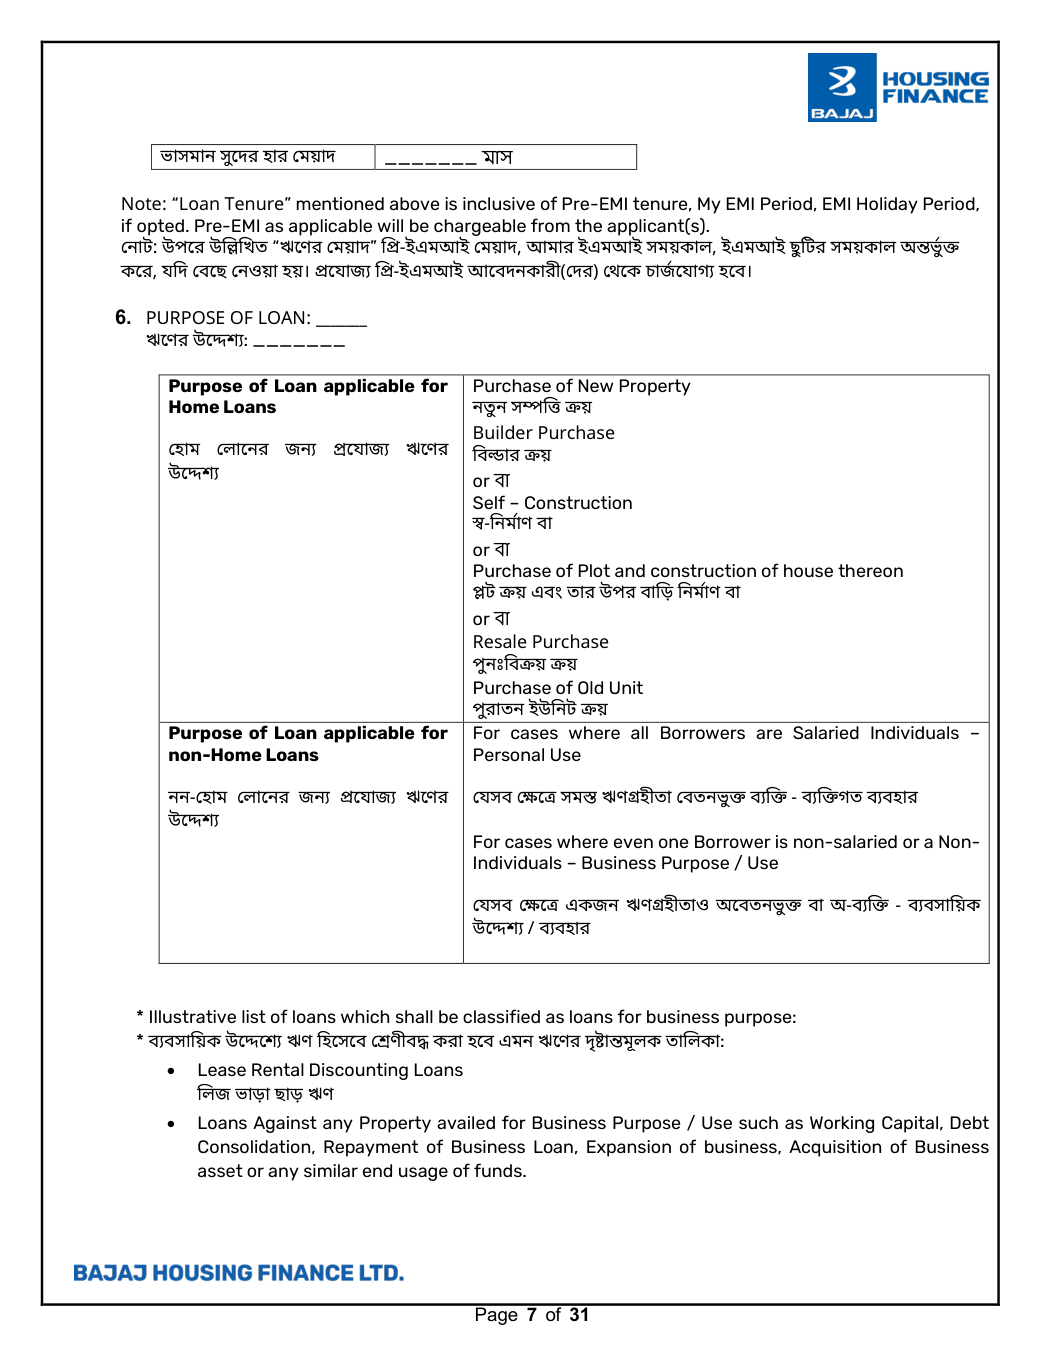 BAJAJ
HOUSING
FINANCE
ভাসমান সুদের হার মেয়াদ _______ মাস
Note: “Loan Tenure” mentioned above is inclusive of Pre-EMI tenure, My EMI Period, EMI Holiday Period,
if opted. Pre-EMI as applicable will be chargeable from the applicant(s).
নোট: উপরে উল্লিখিত “ঋণের মেয়াদ” প্রি-ইএমআই মেয়াদ, আমার ইএমআই সময়কাল, ইএমআই ছুটির সময়কাল অন্তর্ভুক্ত
করে, যদি বেছে নেওয়া হয়। প্রযোজ্য প্রি-ইএমআই আবেদনকারী(দের) থেকে চার্জযোগ্য হবে।
6. PURPOSE OF LOAN: ______
ঋণের উদ্দেশ্য: _______
Purpose of Loan applicable for
Home Loans
হোম লোনের জন্য প্রযোজ্য ঋণের
উদ্দেশ্য
Purchase of New Property
নতুন সম্পত্তি ক্রয়
Builder Purchase
বিল্ডার ক্রয়
or বা
Self – Construction
স্ব-নির্মাণ বা
or বা
Purchase of Plot and construction of house thereon
প্লট ক্রয় এবং তার উপর বাড়ি নির্মাণ বা
or বা
Resale Purchase
পুনঃবিক্রয় ক্রয়
Purchase of Old Unit
পুরাতন ইউনিট ক্রয়
Purpose of Loan applicable for
non-Home Loans
নন-হোম লোনের জন্য প্রযোজ্য ঋণের
উদ্দেশ্য
For cases where all Borrowers are Salaried Individuals –
Personal Use
যেসব ক্ষেত্রে সমস্ত ঋণগ্রহীতা বেতনভুক্ত ব্যক্তি - ব্যক্তিগত ব্যবহার
For cases where even one Borrower is non-salaried or a Non-
Individuals – Business Purpose / Use
যেসব ক্ষেত্রে একজন ঋণগ্রহীতাও অবেতনভুক্ত বা অ-ব্যক্তি - ব্যবসায়িক
উদ্দেশ্য / ব্যবহার
* Illustrative list of loans which shall be classified as loans for business purpose:
* ব্যবসায়িক উদ্দেশ্যে ঋণ হিসেবে শ্রেণীবদ্ধ করা হবে এমন ঋণের দৃষ্টান্তমূলক তালিকা:
• Lease Rental Discounting Loans
লিজ ভাড়া ছাড় ঋণ
• Loans Against any Property availed for Business Purpose / Use such as Working Capital, Debt
Consolidation, Repayment of Business Loan, Expansion of business, Acquisition of Business
asset or any similar end usage of funds.
BAJAJ HOUSING FINANCE LTD.
Page 7 of 31